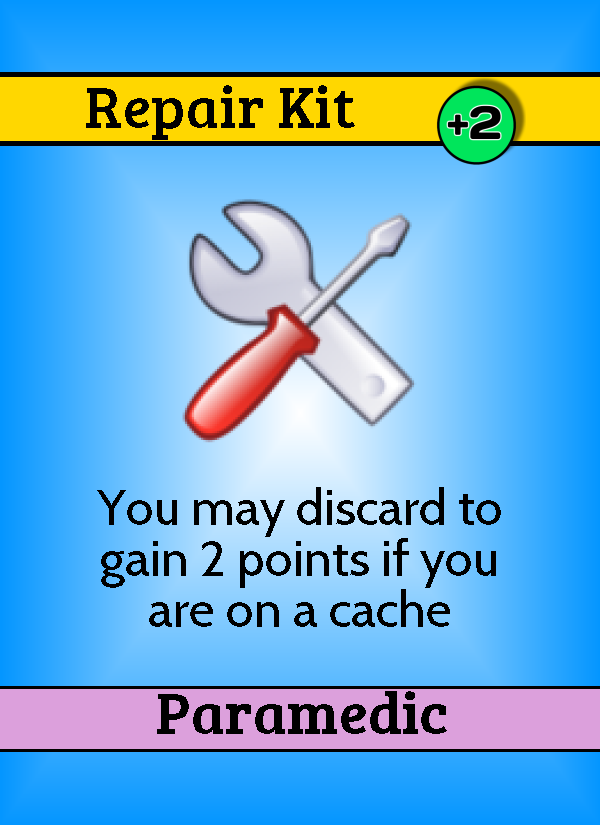 Repair Kit
+2
You may discard to
gain 2 points if you
are on a cache
Paramedic